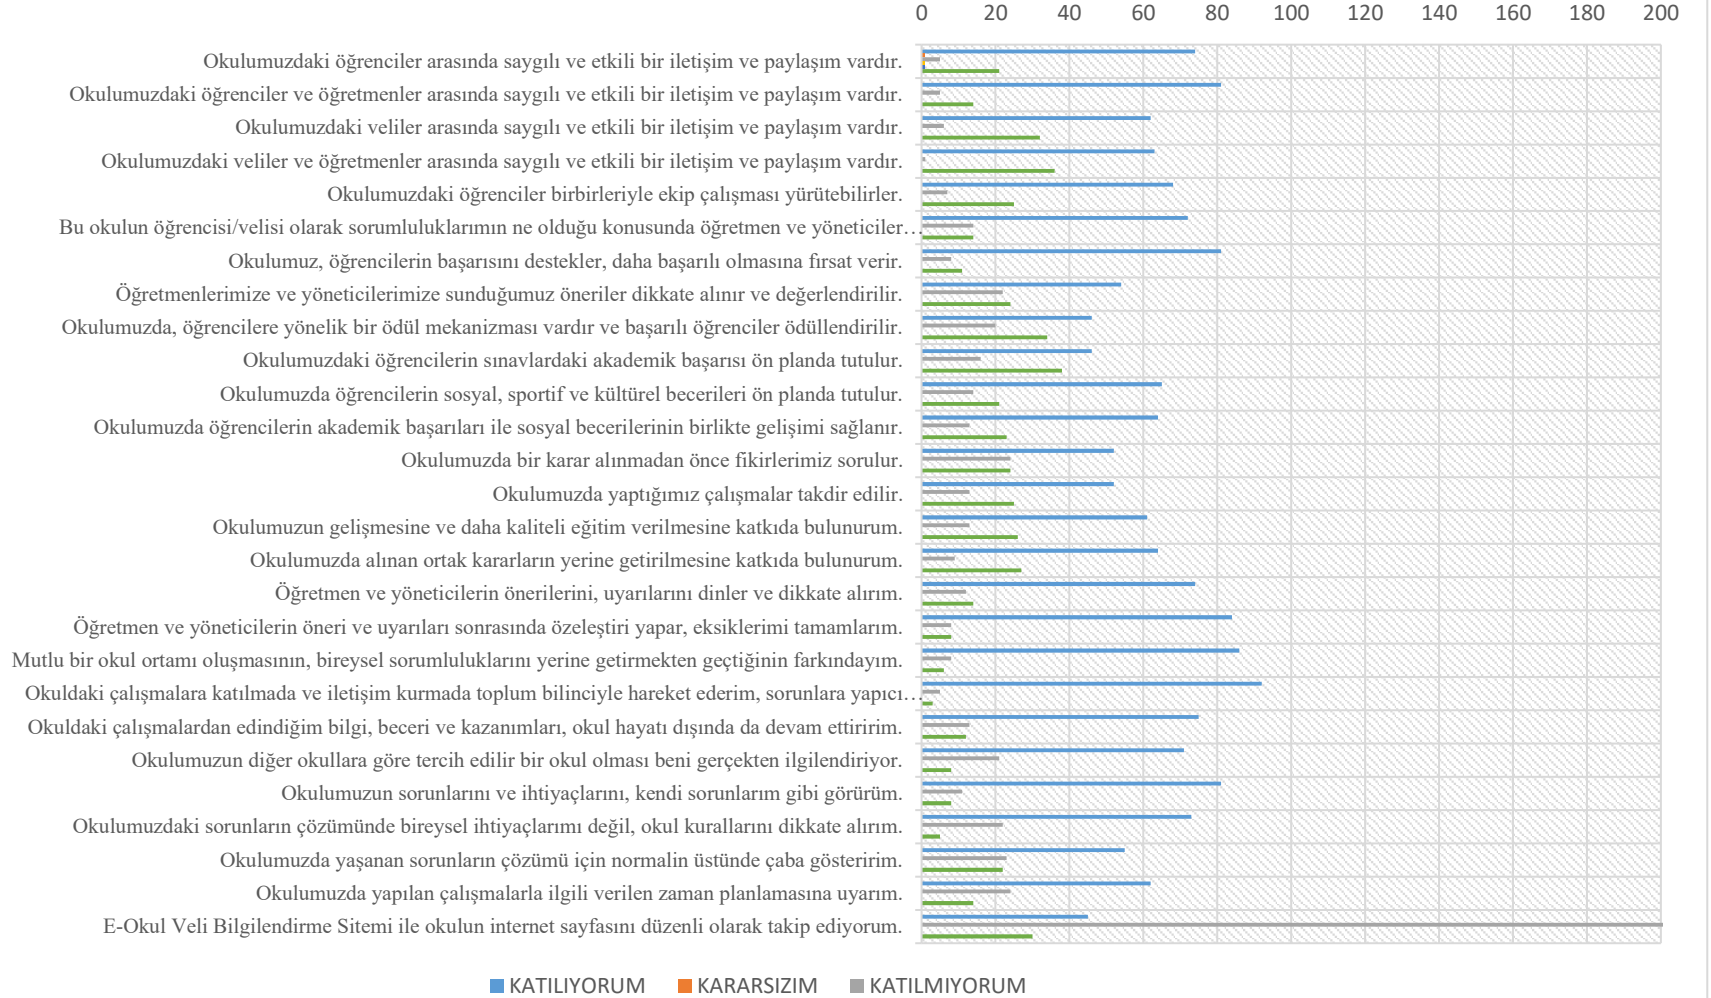 0 20 40 60 80 100 120 140 160 180 200
Okulumuzdaki öğrenciler arasında saygılı ve etkili bir iletişim ve paylaşım vardır.
Okulumuzdaki öğrenciler ve öğretmenler arasında saygılı ve etkili bir iletişim ve paylaşım vardır.
Okulumuzdaki veliler arasında saygılı ve etkili bir iletişim ve paylaşım vardır.
Okulumuzdaki veliler ve öğretmenler arasında saygılı ve etkili bir iletişim ve paylaşım vardır.
Okulumuzdaki öğrenciler birbirleriyle ekip çalışması yürütebilirler.
Bu okulun öğrencisi/velisi olarak sorumluluklarımın ne olduğu konusunda öğretmen ve yöneticiler…
Okulumuz, öğrencilerin başarısını destekler, daha başarılı olmasına fırsat verir.
Öğretmenlerimize ve yöneticilerimize sunduğumuz öneriler dikkate alınır ve değerlendirilir.
Okulumuzda, öğrencilere yönelik bir ödül mekanizması vardır ve başarılı öğrenciler ödüllendirilir.
Okulumuzdaki öğrencilerin sınavlardaki akademik başarısı ön planda tutulur.
Okulumuzda öğrencilerin sosyal, sportif ve kültürel becerileri ön planda tutulur.
Okulumuzda öğrencilerin akademik başarıları ile sosyal becerilerinin birlikte gelişimi sağlanır.
Okulumuzda bir karar alınmadan önce fikirlerimiz sorulur.
Okulumuzda yaptığımız çalışmalar takdir edilir.
Okulumuzun gelişmesine ve daha kaliteli eğitim verilmesine katkıda bulunurum.
Okulumuzda alınan ortak kararların yerine getirilmesine katkıda bulunurum.
Öğretmen ve yöneticilerin önerilerini, uyarılarını dinler ve dikkate alırım.
Öğretmen ve yöneticilerin öneri ve uyarıları sonrasında özeleştiri yapar, eksiklerimi tamamlarım.
Mutlu bir okul ortamı oluşmasının, bireysel sorumluluklarını yerine getirmekten geçtiğinin farkındayım.
Okuldaki çalışmalara katılmada ve iletişim kurmada toplum bilinciyle hareket ederim, sorunlara yapıcı…
Okuldaki çalışmalardan edindiğim bilgi, beceri ve kazanımları, okul hayatı dışında da devam ettiririm.
Okulumuzun diğer okullara göre tercih edilir bir okul olması beni gerçekten ilgilendiriyor.
Okulumuzun sorunlarını ve ihtiyaçlarını, kendi sorunlarım gibi görürüm.
Okulumuzdaki sorunların çözümünde bireysel ihtiyaçlarımı değil, okul kurallarını dikkate alırım.
Okulumuzda yaşanan sorunların çözümü için normalin üstünde çaba gösteririm.
Okulumuzda yapılan çalışmalarla ilgili verilen zaman planlamasına uyarım.
E-Okul Veli Bilgilendirme Sitemi ile okulun internet sayfasını düzenli olarak takip ediyorum.
KATILIYORUM KARARSIZIM KATILMIYORUM